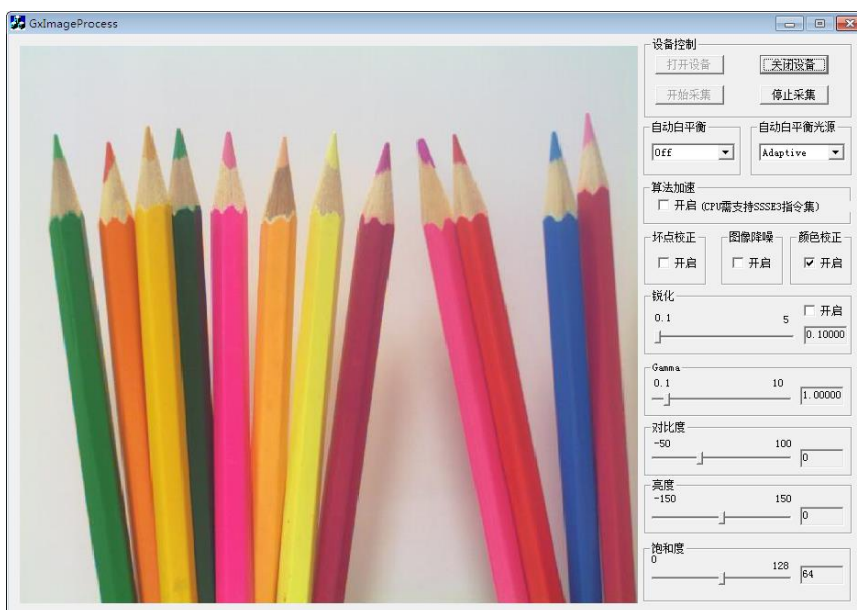 GxImageProcess
设备控制
打开设备 关闭设备
开始采集 停止采集
自动白平衡 自动白平衡光源
Off Adaptive
算法加速
开启 (CPU需支持SSSE3指令集)
坏点校正 图像降噪 颜色校正
开启 开启 开启
锐化
开启
0.1 5
0.10000
Gamma
0.1 10
1.00000
对比度
-50 100
0
亮度
-150 150
0
饱和度
0 128
64